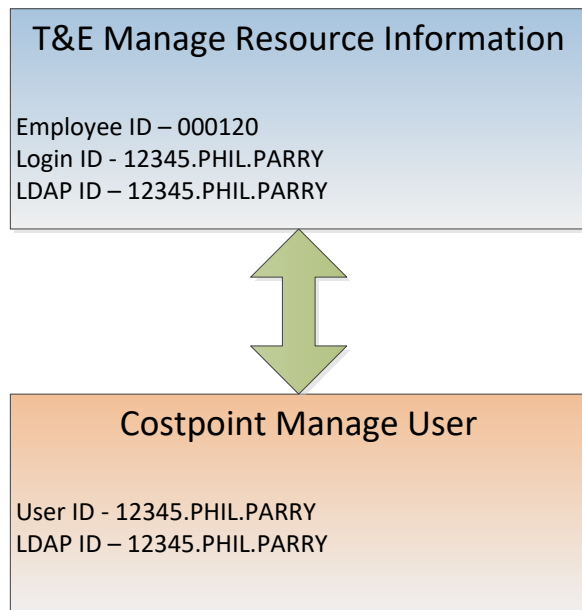 T&E Manage Resource Information
Employee ID – 000120
Login ID - 12345.PHIL.PARRY
LDAP ID – 12345.PHIL.PARRY
Costpoint Manage User
User ID - 12345.PHIL.PARRY
LDAP ID – 12345.PHIL.PARRY